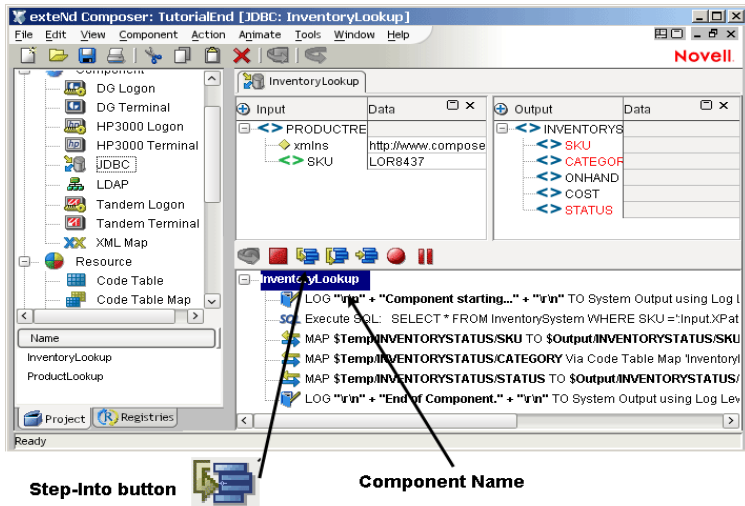 exteNd Composer: TutorialEnd [JDBC: InventoryLookup]
File Edit View Component Action Animate Tools Window Help
Novell.
Component
DG Logon
DG Terminal
HP3000 Logon
HP3000 Terminal
JDBC
LDAP
Tandem Logon
Tandem Terminal
XML Map
Resource
Code Table
Code Table Map
Name
InventoryLookup
ProductLookup
Project Registries
Ready
InventoryLookup
Input Data
PRODUCTRE
xmlns http://www.compose
SKU LOR8437
Output Data
INVENTORYS
SKU
CATEGOR
ONHAND
COST
STATUS
InventoryLookup
LOG "\r\n" + "Component starting..." + "\r\n" TO System Output using Log L
SQL Execute SQL: SELECT * FROM InventorySystem WHERE SKU =':Input.XPat
MAP $Temp/INVENTORYSTATUS/SKU TO $Output/INVENTORYSTATUS/SKU
MAP $Temp/INVENTORYSTATUS/CATEGORY Via Code Table Map 'InventoryI
MAP $Temp/INVENTORYSTATUS/STATUS TO $Output/INVENTORYSTATUS/
LOG "\r\n" + "End of Component." + "\r\n" TO System Output using Log Lev
Step-Into button
Component Name